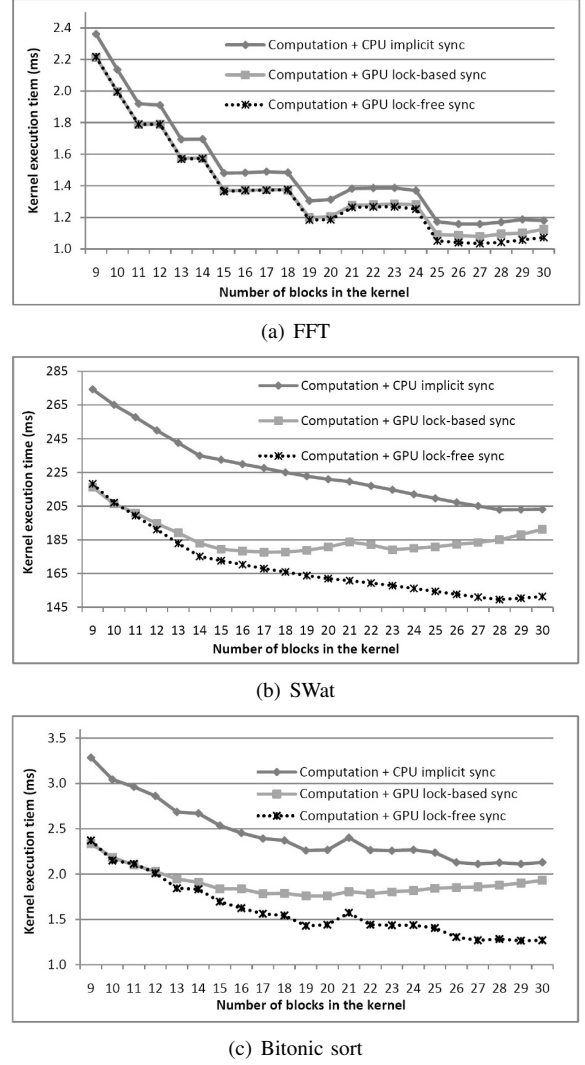 2.4
2.2
2.0
1.8
1.6
1.4
1.2
1.0
Kernel execution tiem (ms)
Computation + CPU implicit sync
Computation + GPU lock-based sync
Computation + GPU lock-free sync
9 10 11 12 13 14 15 16 17 18 19 20 21 22 23 24 25 26 27 28 29 30
Number of blocks in the kernel
(a) FFT
285
265
245
225
205
185
165
145
Kernel execution time (ms)
Computation + CPU implicit sync
Computation + GPU lock-based sync
Computation + GPU lock-free sync
9 10 11 12 13 14 15 16 17 18 19 20 21 22 23 24 25 26 27 28 29 30
Number of blocks in the kernel
(b) SWat
3.5
3.0
2.5
2.0
1.5
1.0
Kernel execution tiem (ms)
Computation + CPU implicit sync
Computation + GPU lock-based sync
Computation + GPU lock-free sync
9 10 11 12 13 14 15 16 17 18 19 20 21 22 23 24 25 26 27 28 29 30
Number of blocks in the kernel
(c) Bitonic sort